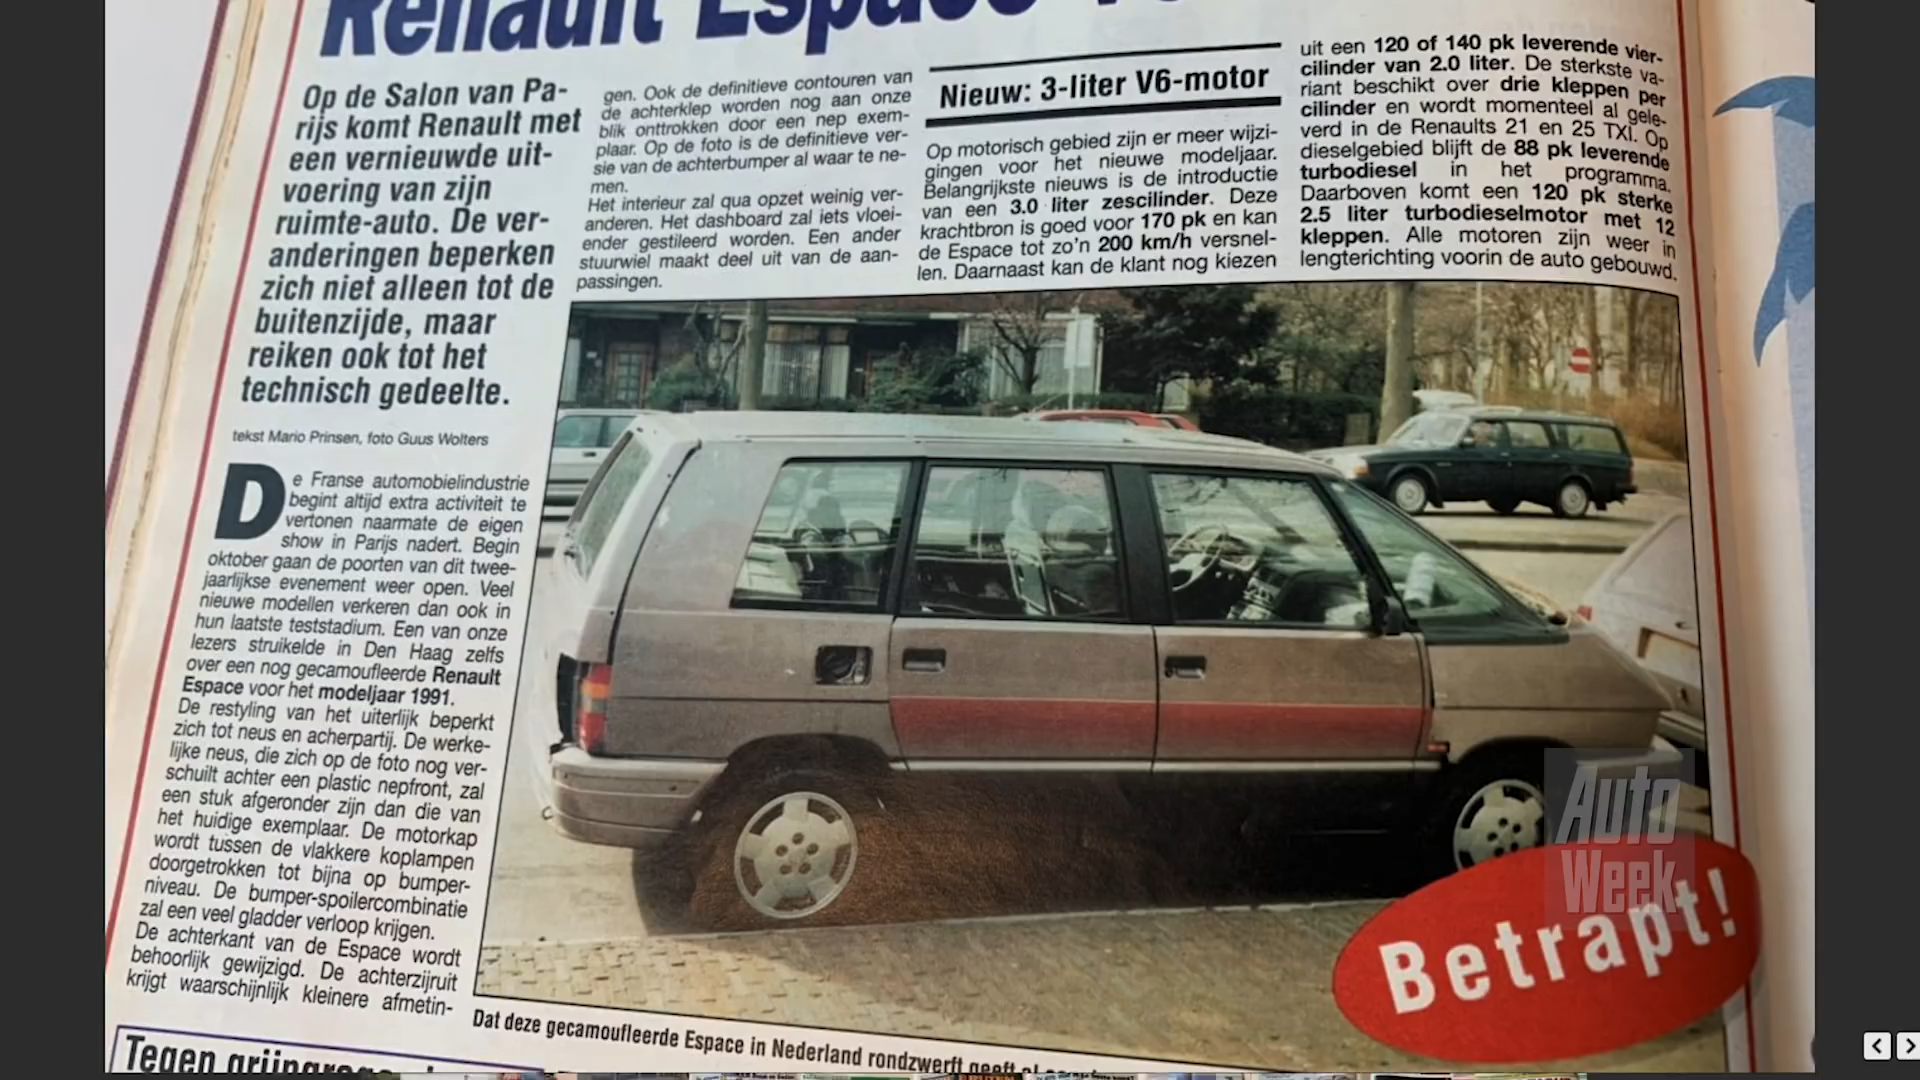 Renault Espace
Op de Salon van Pa-
rijs komt Renault met
een vernieuwde uit-
voering van zijn
ruimte-auto. De ver-
anderingen beperken
zich niet alleen tot de
buitenzijde, maar
reiken ook tot het
technisch gedeelte.
tekst Mario Prinsen, foto Guus Wolters
De Franse automobielindustrie
begint altijd extra activiteit te
vertonen naarmate de eigen
show in Parijs nadert. Begin
oktober gaan de poorten van dit twee-
jaarlijkse evenement weer open. Veel
nieuwe modellen verkeren dan ook in
hun laatste teststadium. Een van onze
lezers struikelde in Den Haag zelfs
over een nog gecamoufleerde Renault
Espace voor het modeljaar 1991.
De restyling van het uiterlijk beperkt
zich tot neus en acherpartij. De werke-
lijke neus, die zich op de foto nog ver-
schuilt achter een plastic nepfront, zal
een stuk afgeronder zijn dan die van
het huidige exemplaar. De motorkap
wordt tussen de vlakkere koplampen
doorgetrokken tot bijna op bumper-
niveau. De bumper-spoilercombinatie
zal een veel gladder verloop krijgen.
De achterkant van de Espace wordt
behoorlijk gewijzigd. De achterzijruit
krijgt waarschijnlijk kleinere afmetin-
gen. Ook de definitieve contouren van
de achterklep worden nog aan onze
blik onttrokken door een nep exem-
plaar. Op de foto is de definitieve ver-
sie van de achterbumper al waar te ne-
men.
Het interieur zal qua opzet weinig ver-
anderen. Het dashboard zal iets vloei-
ender gestileerd worden. Een ander
stuurwiel maakt deel uit van de aan-
passingen.
Nieuw: 3-liter V6-motor
Op motorisch gebied zijn er meer wijzi-
gingen voor het nieuwe modeljaar.
Belangrijkste nieuws is de introductie
van een 3.0 liter zescilinder. Deze
krachtbron is goed voor 170 pk en kan
de Espace tot zo'n 200 km/h versnel-
len. Daarnaast kan de klant nog kiezen
uit een 120 of 140 pk leverende vier-
cilinder van 2.0 liter. De sterkste va-
riant beschikt over drie kleppen per
cilinder en wordt momenteel al gele-
verd in de Renaults 21 en 25 TXI. Op
dieselgebied blijft de 88 pk leverende
turbodiesel in het programma.
Daarboven komt een 120 pk sterke
2.5 liter turbodieselmotor met 12
kleppen. Alle motoren zijn weer in
lengterichting voorin de auto gebouwd.
Auto
Week
Betrapt!
Dat deze gecamoufleerde Espace in Nederland rondzwerft geeft al
Tegen